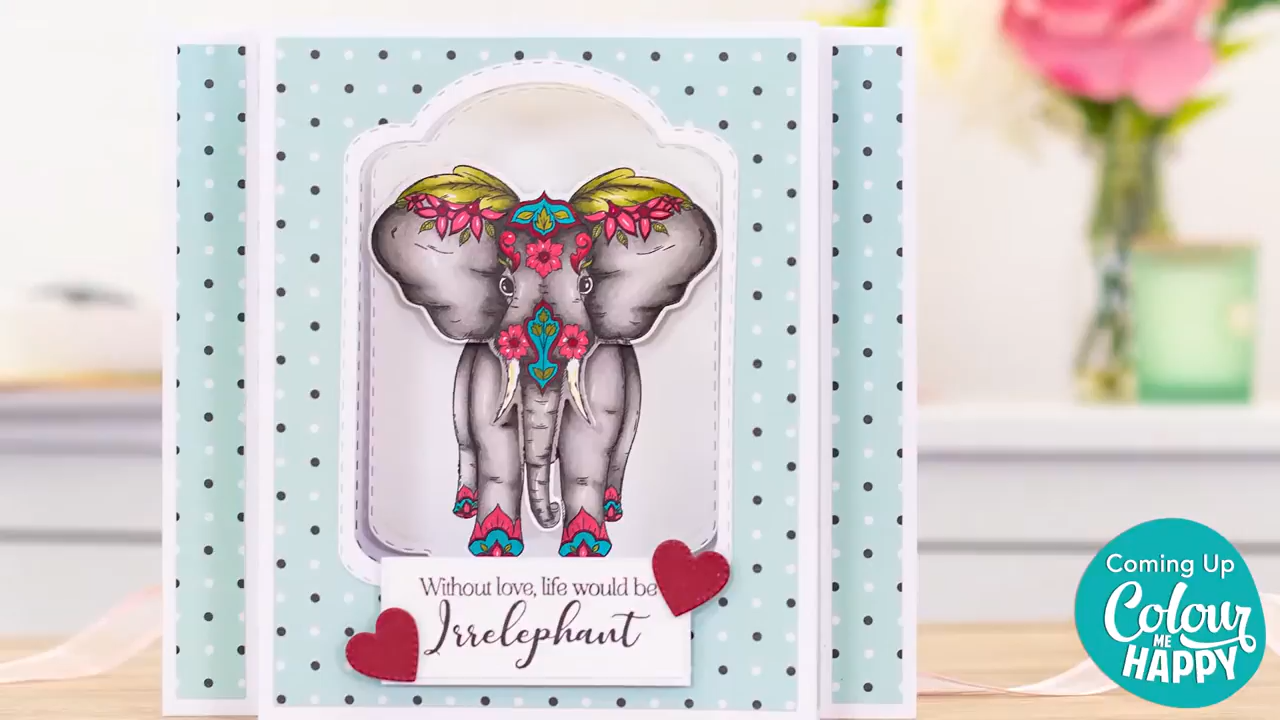 Without love, life would be
Irrelephant
Coming Up
Colour
ME
HAPPY